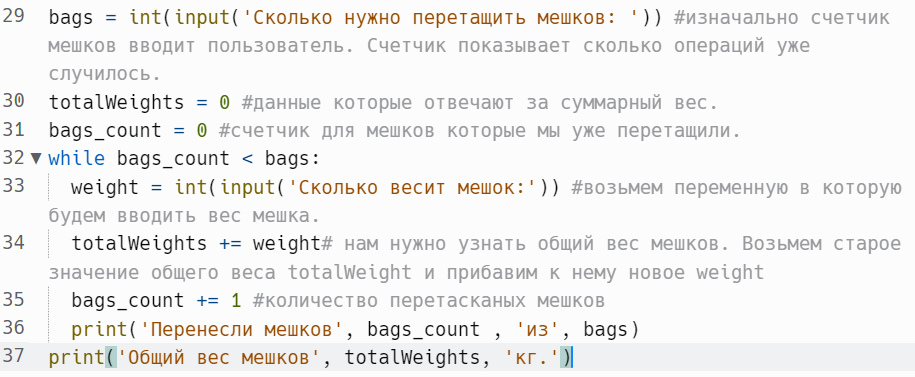 29 bags = int(input('Сколько нужно перетащить мешков: ')) #изначально счетчик
мешков вводит пользователь. Счетчик показывает сколько операций уже
случилось.
30 totalWeights = 0 #данные которые отвечают за суммарный вес.
31 bags_count = 0 #счетчик для мешков которые мы уже перетащили.
32 while bags_count < bags:
33 weight = int(input('Сколько весит мешок:')) #возьмем переменную в которую
будем вводить вес мешка.
34 totalWeights += weight# нам нужно узнать общий вес мешков. Возьмем старое
значение общего веса totalWeight и прибавим к нему новое weight
35 bags_count += 1 #количество перетасканых мешков
36 print('Перенесли мешков', bags_count , 'из', bags)
37 print('Общий вес мешков', totalWeights, 'кг.')